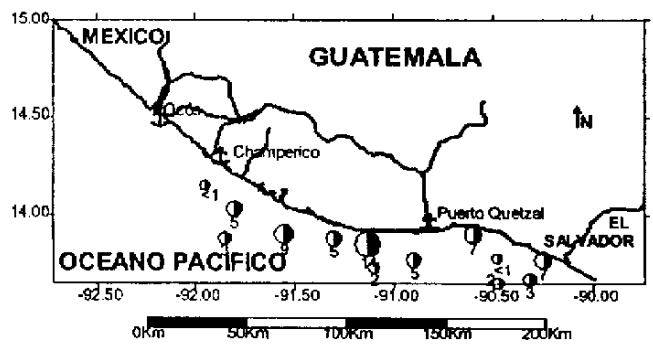 15.00
MEXICO
GUATEMALA
14.50
Ocós
N
Champerico
<1
5
14.00
Puerto Quetzal
EL
SALVADOR
9
5
7
OCEANO PACIFICO
2
5
<1
2
3
7
-92.50 -92.00 -91.50 -91.00 -90.50 -90.00
0Km 50Km 100Km 150Km 200Km